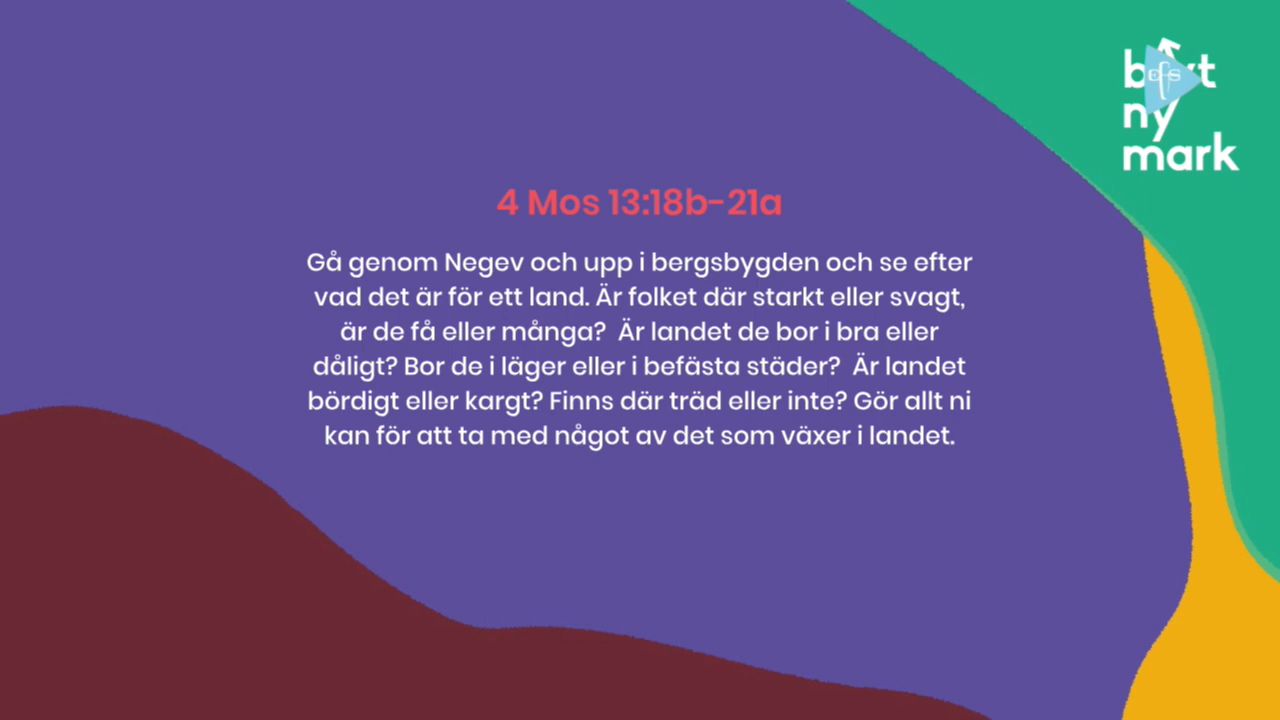 4 Mos 13:18b-21a
Gå genom Negev och upp i bergsbygden och se efter
vad det är för ett land. Är folket där starkt eller svagt,
är de få eller många?  Är landet de bor i bra eller
dåligt? Bor de i läger eller i befästa städer?  Är landet
bördigt eller kargt? Finns där träd eller inte? Gör allt ni
kan för att ta med något av det som växer i landet.
efs
ny
mark